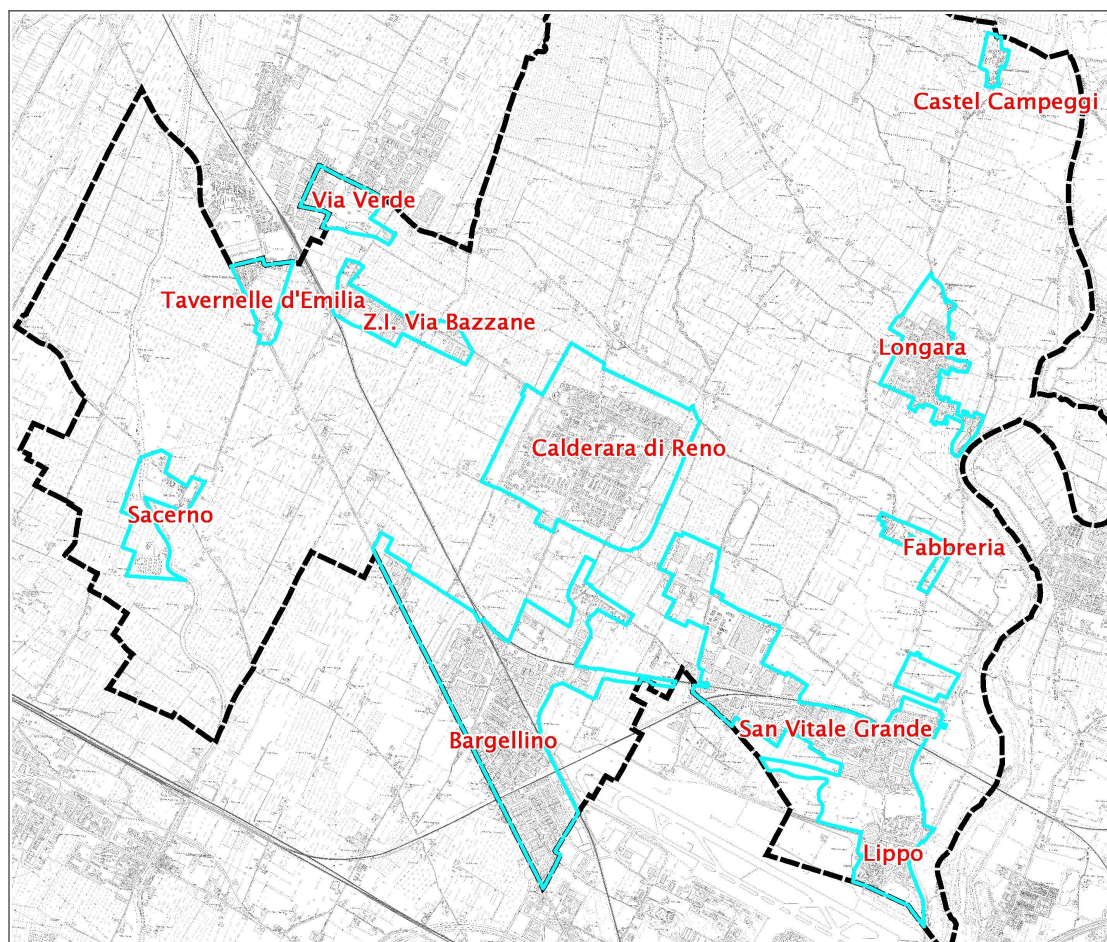 Castel Campeggi
Via Verde
Tavernelle d'Emilia
Z.I. Via Bazzane
Longara
Calderara di Reno
Sacerno
Fabbreria
San Vitale Grande
Bargellino
Lippo